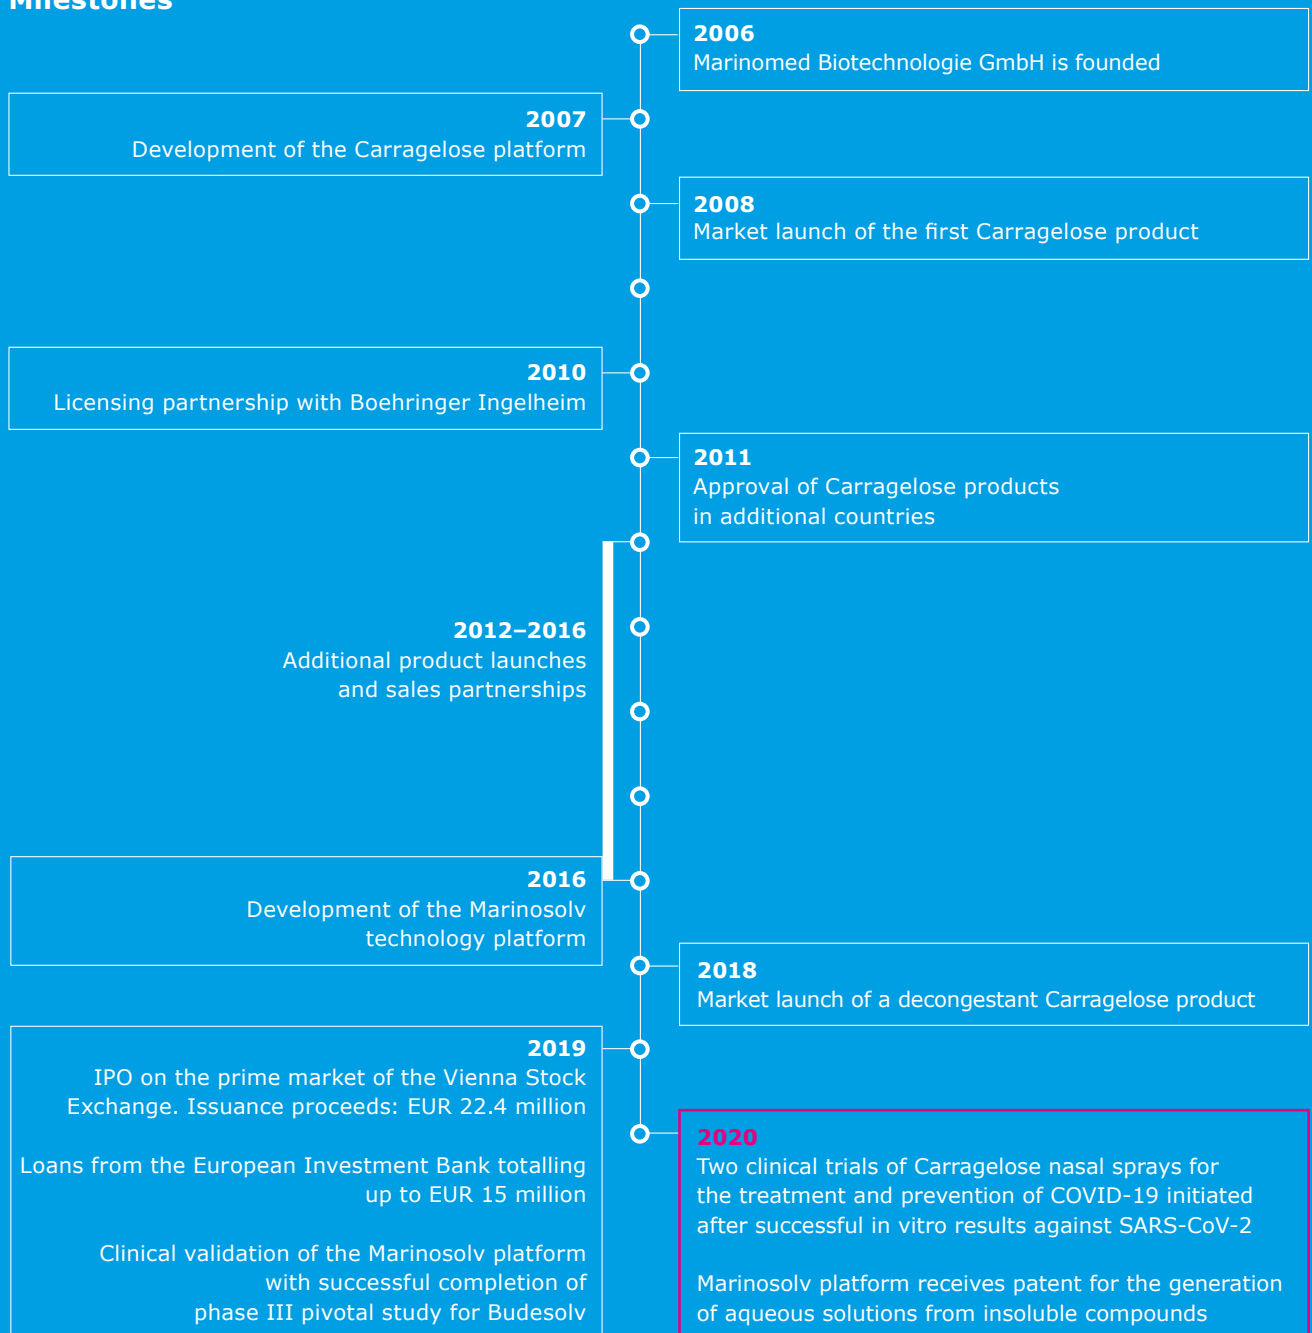 Milestones
2006
Marinomed Biotechnologie GmbH is founded
2007
Development of the Carragelose platform
2008
Market launch of the first Carragelose product
2010
Licensing partnership with Boehringer Ingelheim
2011
Approval of Carragelose products
in additional countries
2012–2016
Additional product launches
and sales partnerships
2016
Development of the Marinosolv
technology platform
2018
Market launch of a decongestant Carragelose product
2019
IPO on the prime market of the Vienna Stock
Exchange. Issuance proceeds: EUR 22.4 million
Loans from the European Investment Bank totalling
up to EUR 15 million
Clinical validation of the Marinosolv platform
with successful completion of
phase III pivotal study for Budesolv
2020
Two clinical trials of Carragelose nasal sprays for
the treatment and prevention of COVID-19 initiated
after successful in vitro results against SARS-CoV-2
Marinosolv platform receives patent for the generation
of aqueous solutions from insoluble compounds